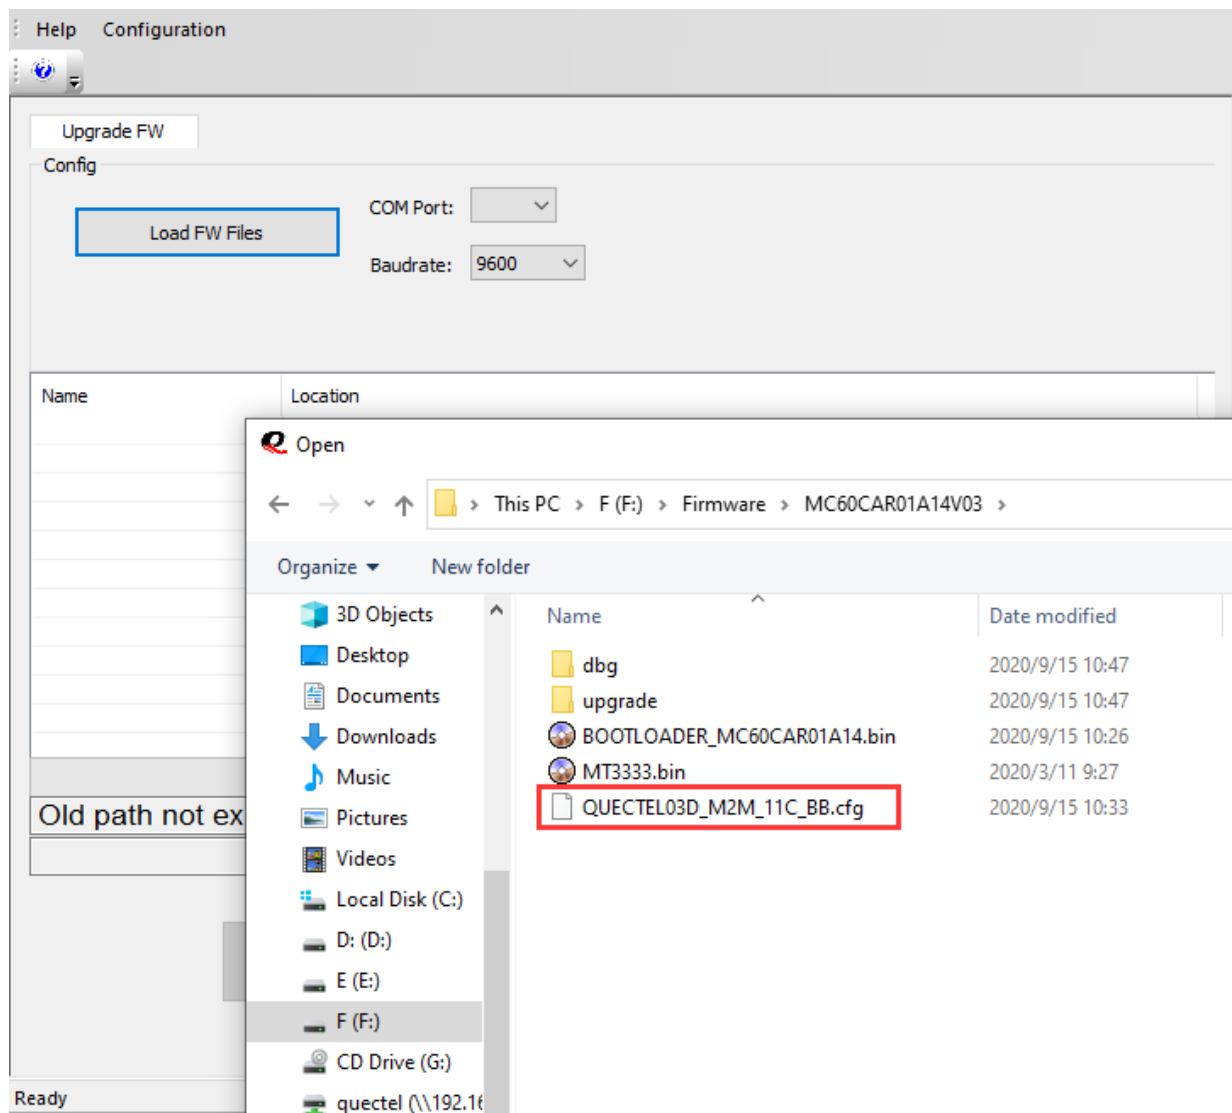 Help Configuration
Upgrade FW
Config
Load FW Files
COM Port:
Baudrate: 9600
Name Location
Open
This PC > F (F:) > Firmware > MC60CAR01A14V03 >
Organize New folder
Name Date modified
3D Objects
Desktop
Documents
Downloads
Music
Pictures
Videos
Local Disk (C:)
D: (D:)
E (E:)
F (F:)
CD Drive (G:)
quectel (\\192.16
dbg 2020/9/15 10:47
upgrade 2020/9/15 10:47
BOOTLOADER_MC60CAR01A14.bin 2020/9/15 10:26
MT3333.bin 2020/3/11 9:27
QUECTEL03D_M2M_11C_BB.cfg 2020/9/15 10:33
Old path not ex
Ready